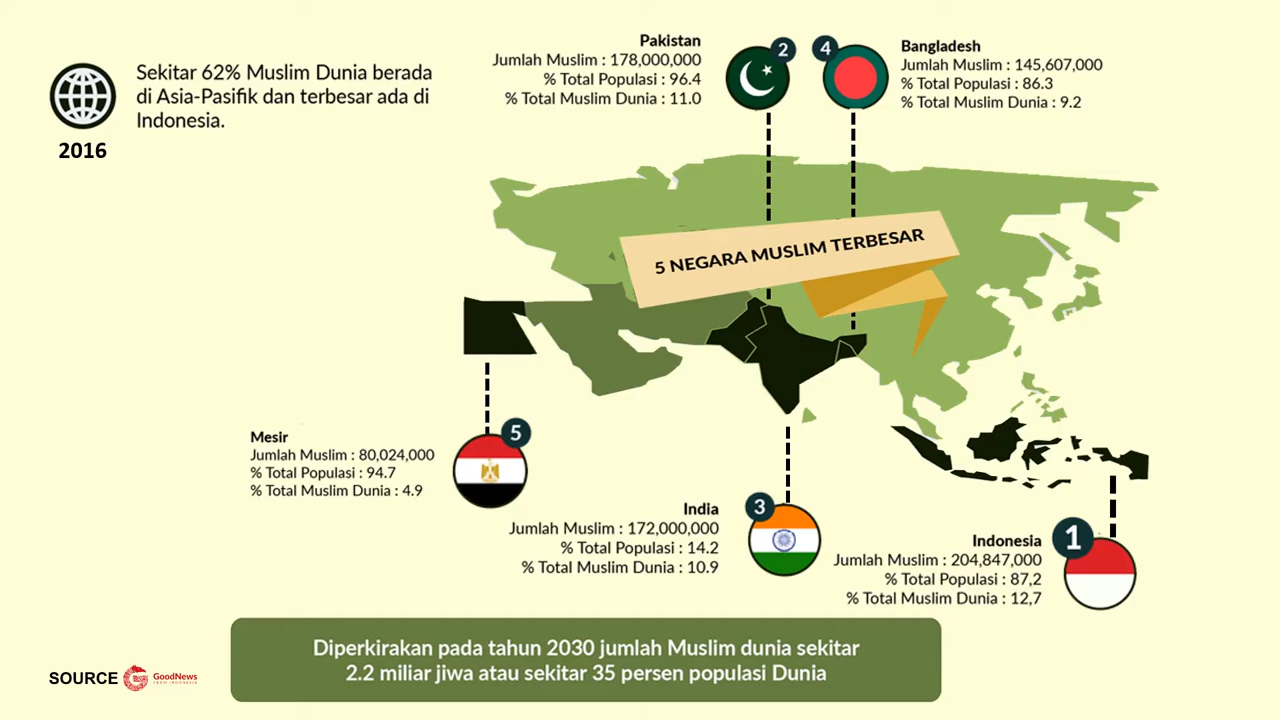 Sekitar 62% Muslim Dunia berada
di Asia-Pasifik dan terbesar ada di
Indonesia.
2016
Pakistan
Jumlah Muslim : 178,000,000
% Total Populasi : 96.4
% Total Muslim Dunia : 11.0
2
4
Bangladesh
Jumlah Muslim : 145,607,000
% Total Populasi : 86.3
% Total Muslim Dunia : 9.2
5 NEGARA MUSLIM TERBESAR
Mesir
Jumlah Muslim : 80,024,000
% Total Populasi : 94.7
% Total Muslim Dunia : 4.9
5
India
Jumlah Muslim : 172,000,000
% Total Populasi : 14.2
% Total Muslim Dunia : 10.9
3
Indonesia
Jumlah Muslim : 204,847,000
% Total Populasi : 87,2
% Total Muslim Dunia : 12,7
1
Diperkirakan pada tahun 2030 jumlah Muslim dunia sekitar
2.2 miliar jiwa atau sekitar 35 persen populasi Dunia
SOURCE
GoodNews
FROM INDONESIA